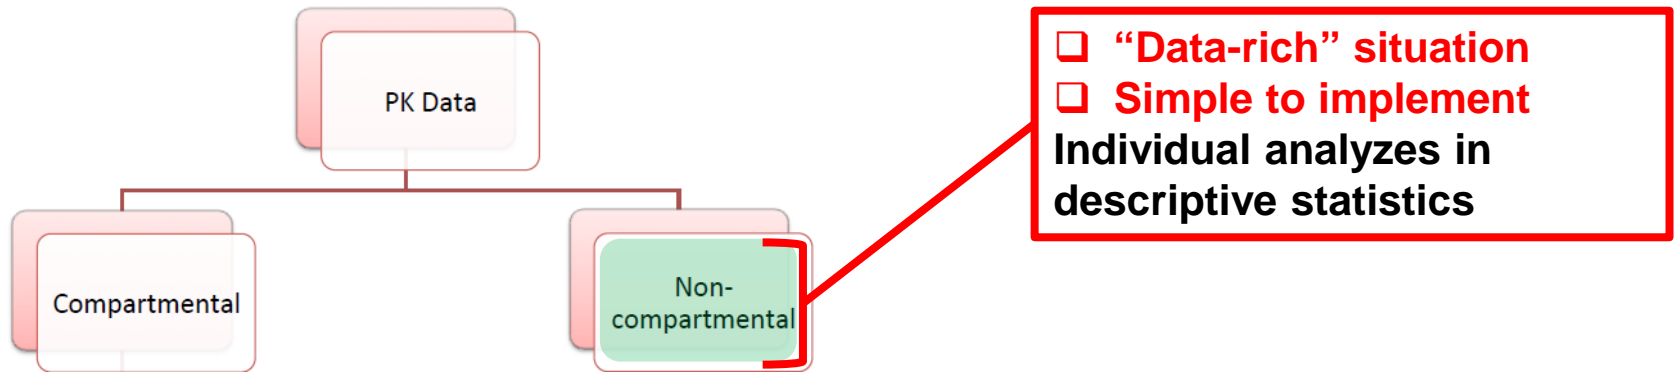 PK Data
Compartmental
Non-
compartmental
❑ “Data-rich” situation
❑ Simple to implement
Individual analyzes in
descriptive statistics